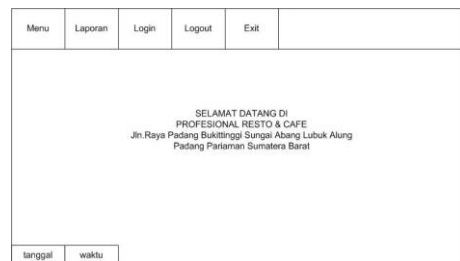 Menu Laporan Login Logout Exit
SELAMAT DATANG DI
PROFESIONAL RESTO & CAFE
Jln.Raya Padang Bukittinggi Sungai Abang Lubuk Alung
Padang Pariaman Sumatera Barat
tanggal waktu